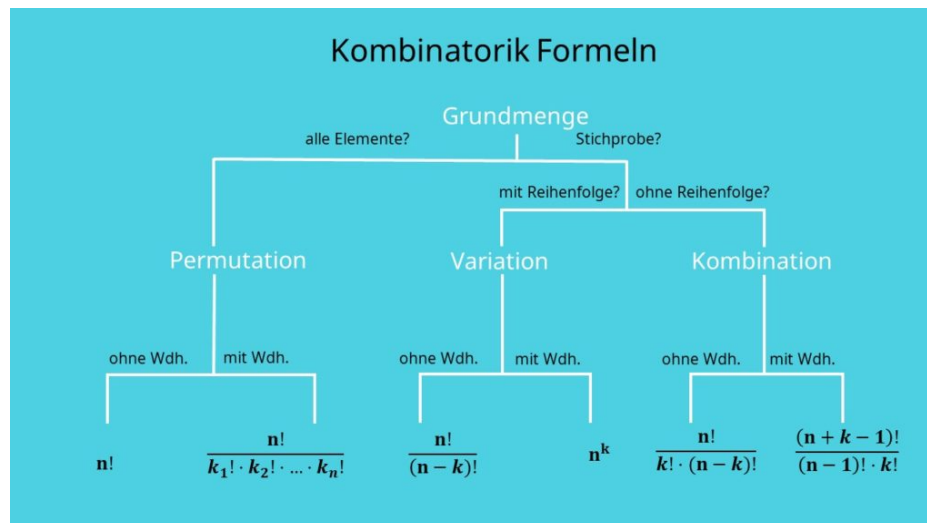 Kombinatorik Formeln
Grundmenge
alle Elemente? Stichprobe?
mit Reihenfolge? ohne Reihenfolge?
Permutation Variation Kombination
ohne Wdh. mit Wdh. ohne Wdh. mit Wdh. ohne Wdh. mit Wdh.
n! n!/(k₁! · k₂! · ... · kₙ!) n!/(n − k)! nᵏ n!/(k! · (n − k)!) (n + k − 1)!/((n − 1)! · k!)